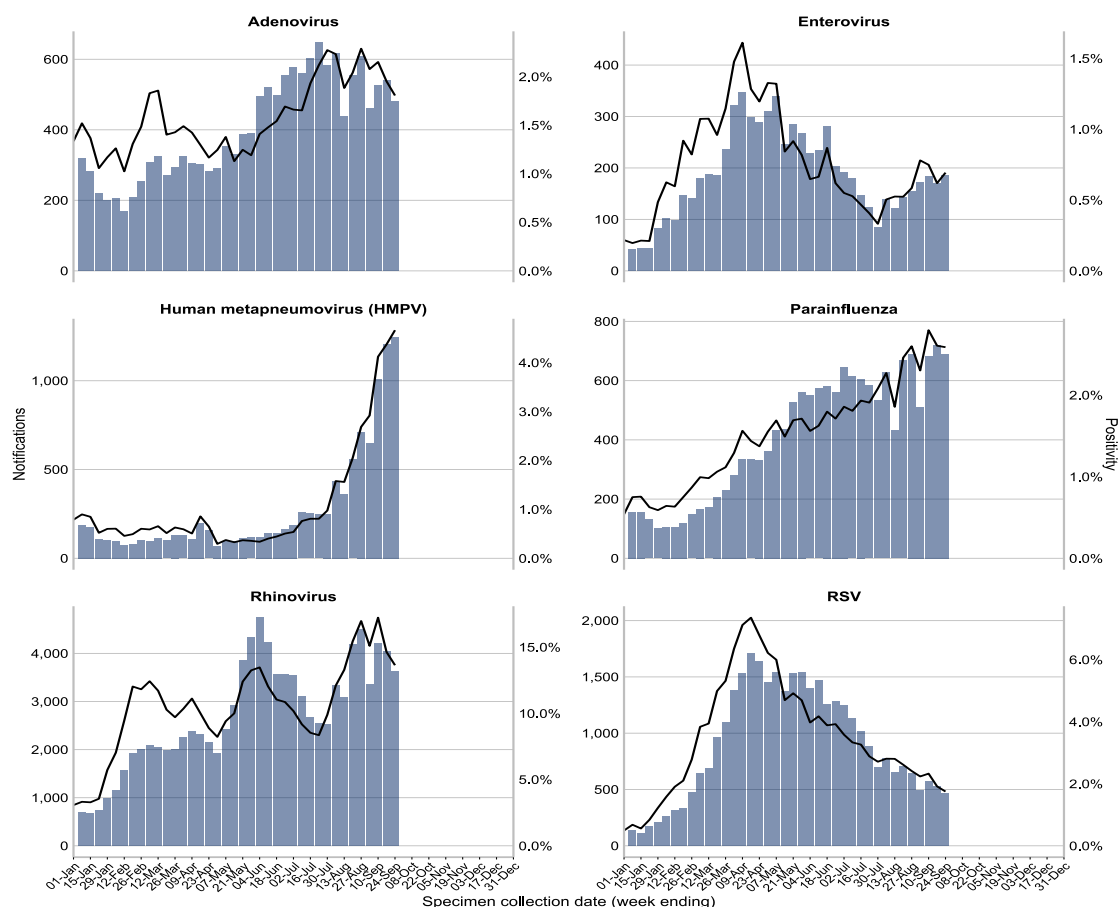 Adenovirus
Enterovirus
600
400
200
0
2.0%
1.5%
1.0%
0.5%
0.0%
400
300
200
100
0
1.5%
1.0%
0.5%
0.0%
Human metapneumovirus (HMPV)
Parainfluenza
Notifications
1,000
500
0
4.0%
3.0%
2.0%
1.0%
0.0%
800
600
400
200
0
2.0%
1.0%
0.0%
Positivity
Rhinovirus
RSV
4,000
3,000
2,000
1,000
0
15.0%
10.0%
5.0%
0.0%
2,000
1,500
1,000
500
0
6.0%
4.0%
2.0%
0.0%
01-Jan
15-Jan
29-Jan
12-Feb
26-Feb
12-Mar
26-Mar
09-Apr
23-Apr
07-May
21-May
04-Jun
18-Jun
02-Jul
16-Jul
30-Jul
13-Aug
27-Aug
10-Sep
24-Sep
08-Oct
22-Oct
05-Nov
19-Nov
03-Dec
17-Dec
31-Dec
01-Jan
15-Jan
29-Jan
12-Feb
26-Feb
12-Mar
26-Mar
09-Apr
23-Apr
07-May
21-May
04-Jun
18-Jun
02-Jul
16-Jul
30-Jul
13-Aug
27-Aug
10-Sep
24-Sep
08-Oct
22-Oct
05-Nov
19-Nov
03-Dec
17-Dec
31-Dec
Specimen collection date (week ending)